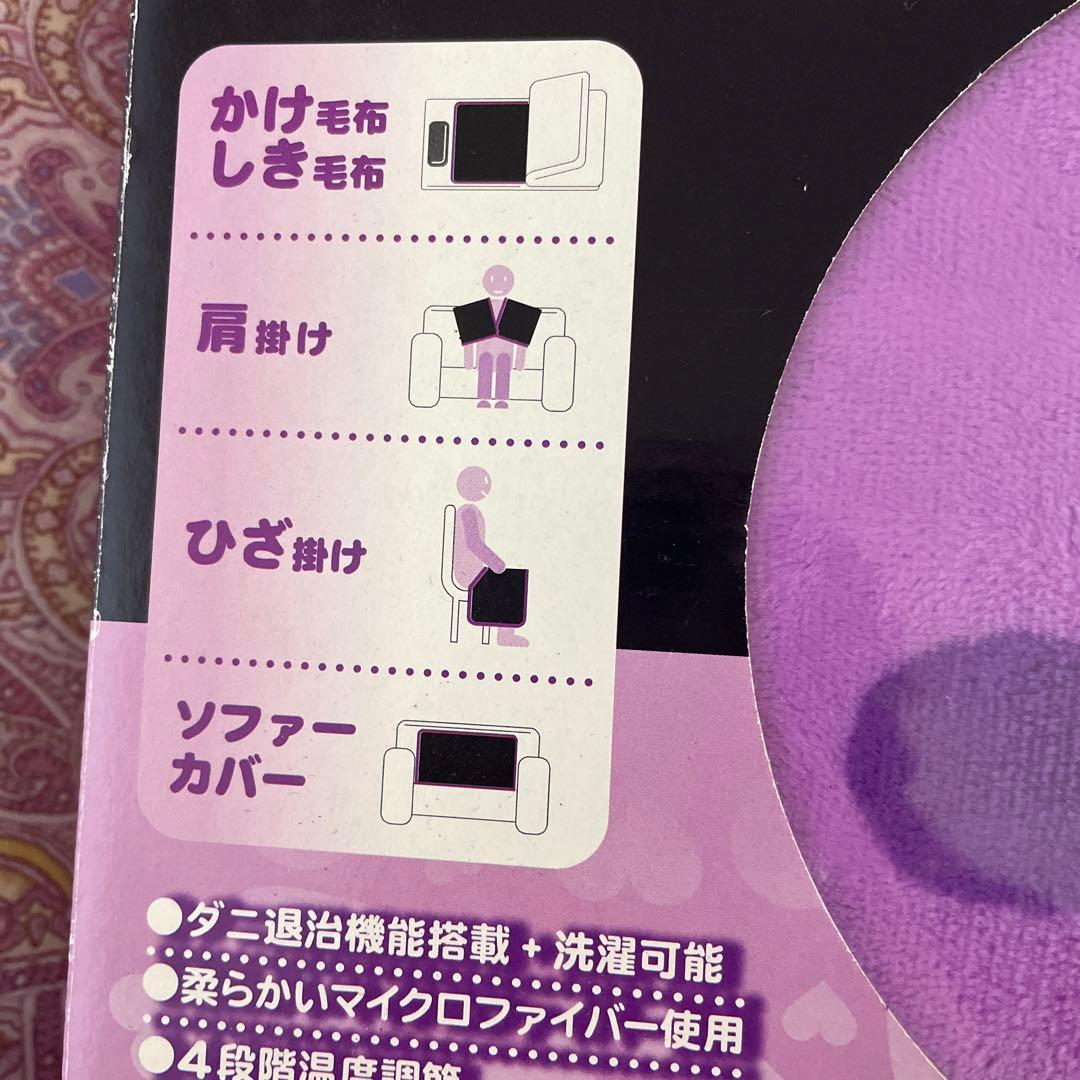 かけ毛布
しき毛布
肩掛け
ひざ掛け
ソファー
カバー
●ダニ退治機能搭載+洗濯可能
●柔らかいマイクロファイバー使用
●4段階温度調節